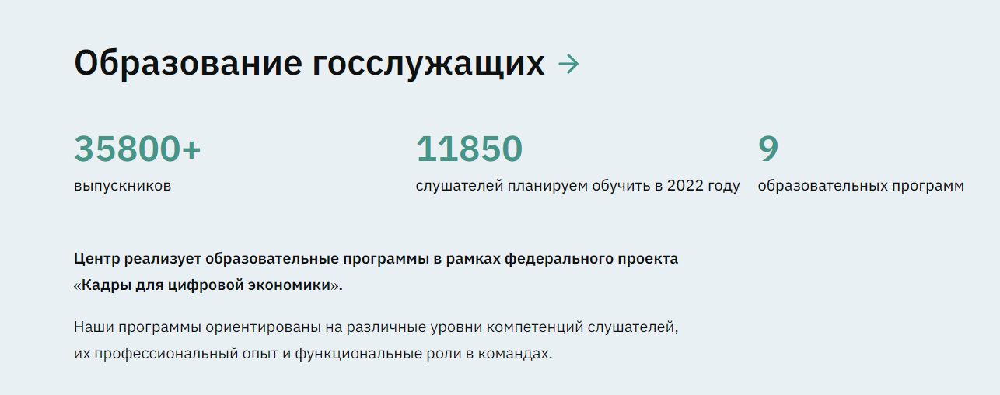 Образование госслужащих →
35800+
выпускников
11850
слушателей планируем обучить в 2022 году
9
образовательных программ
Центр реализует образовательные программы в рамках федерального проекта
«Кадры для цифровой экономики».
Наши программы ориентированы на различные уровни компетенций слушателей,
их профессиональный опыт и функциональные роли в командах.